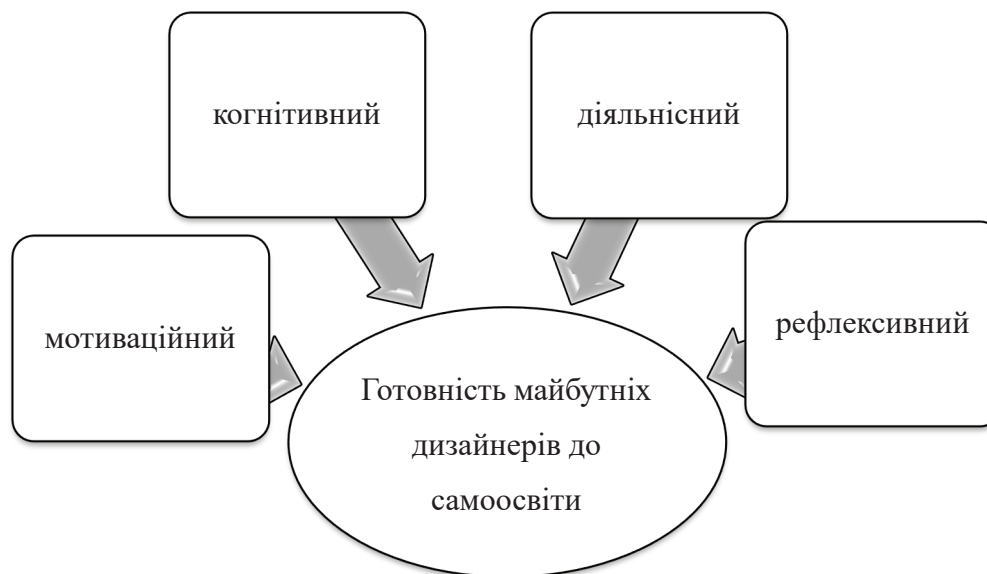 когнітивний
діяльнісний
мотиваційний
рефлексивний
Готовність майбутніх
дизайнерів до
самоосвіти